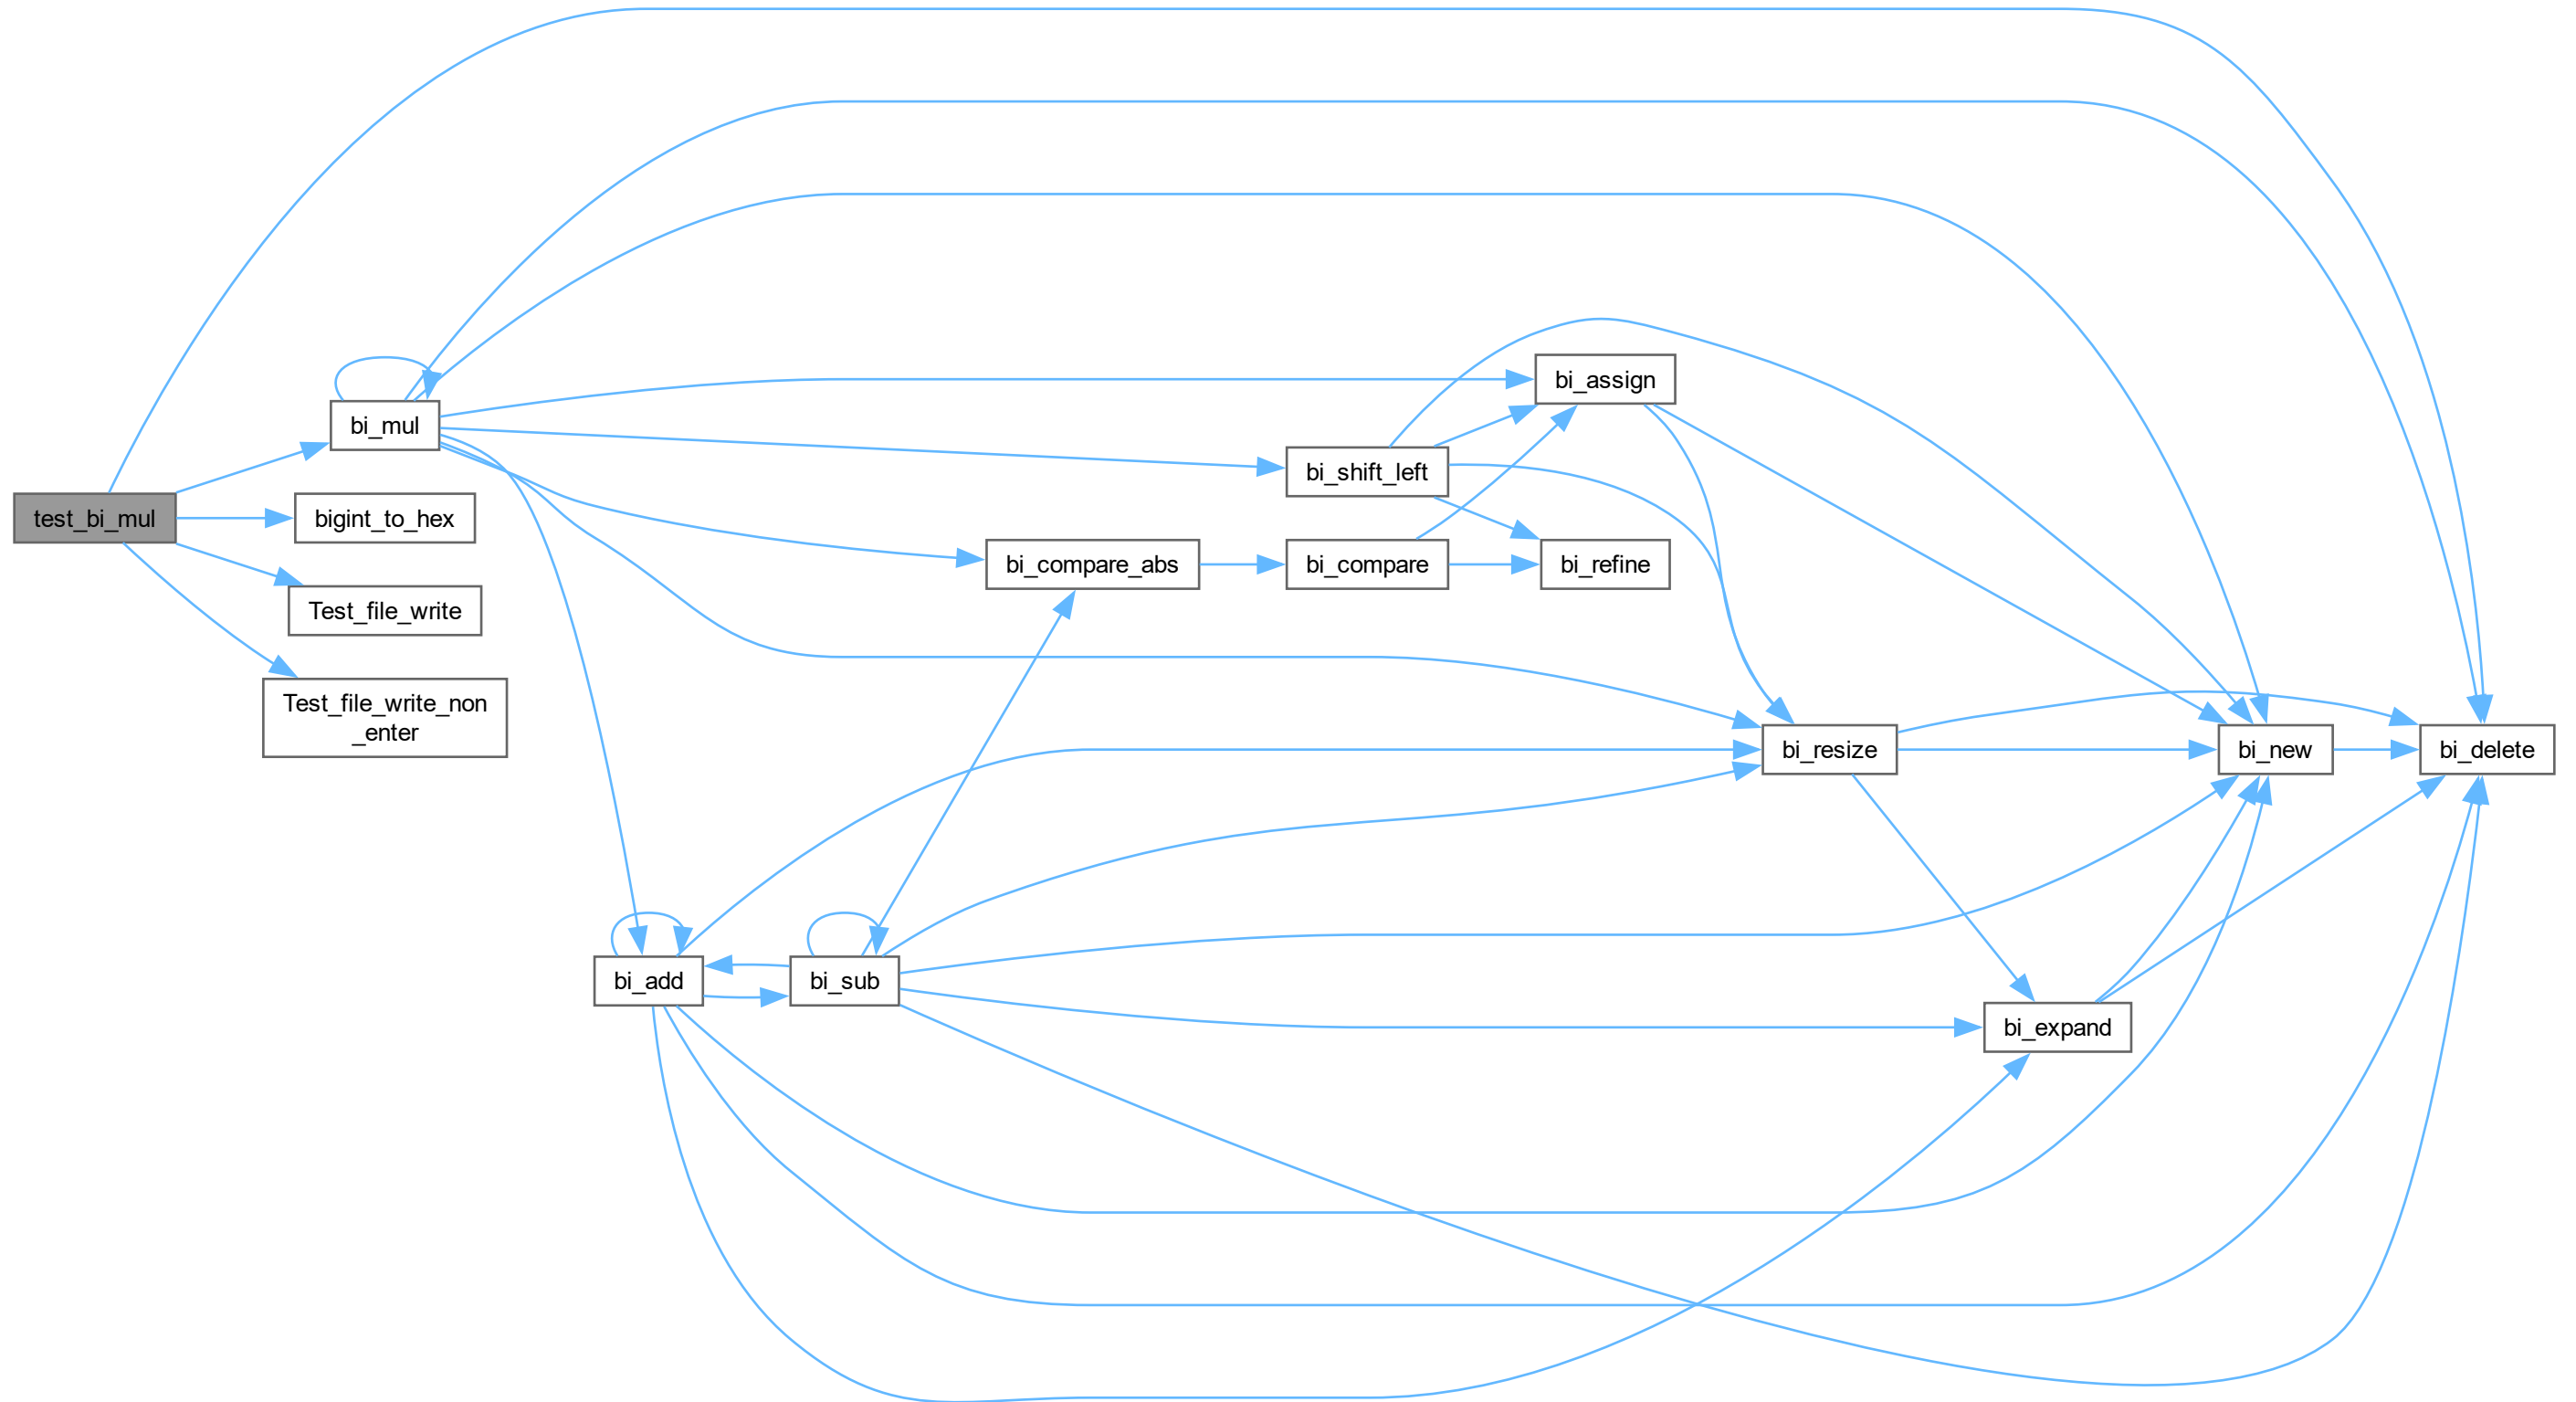 test_bi_mul
bi_mul
bigint_to_hex
Test_file_write
Test_file_write_non
_enter
bi_add
bi_sub
bi_compare_abs
bi_shift_left
bi_compare
bi_assign
bi_refine
bi_resize
bi_expand
bi_new
bi_delete